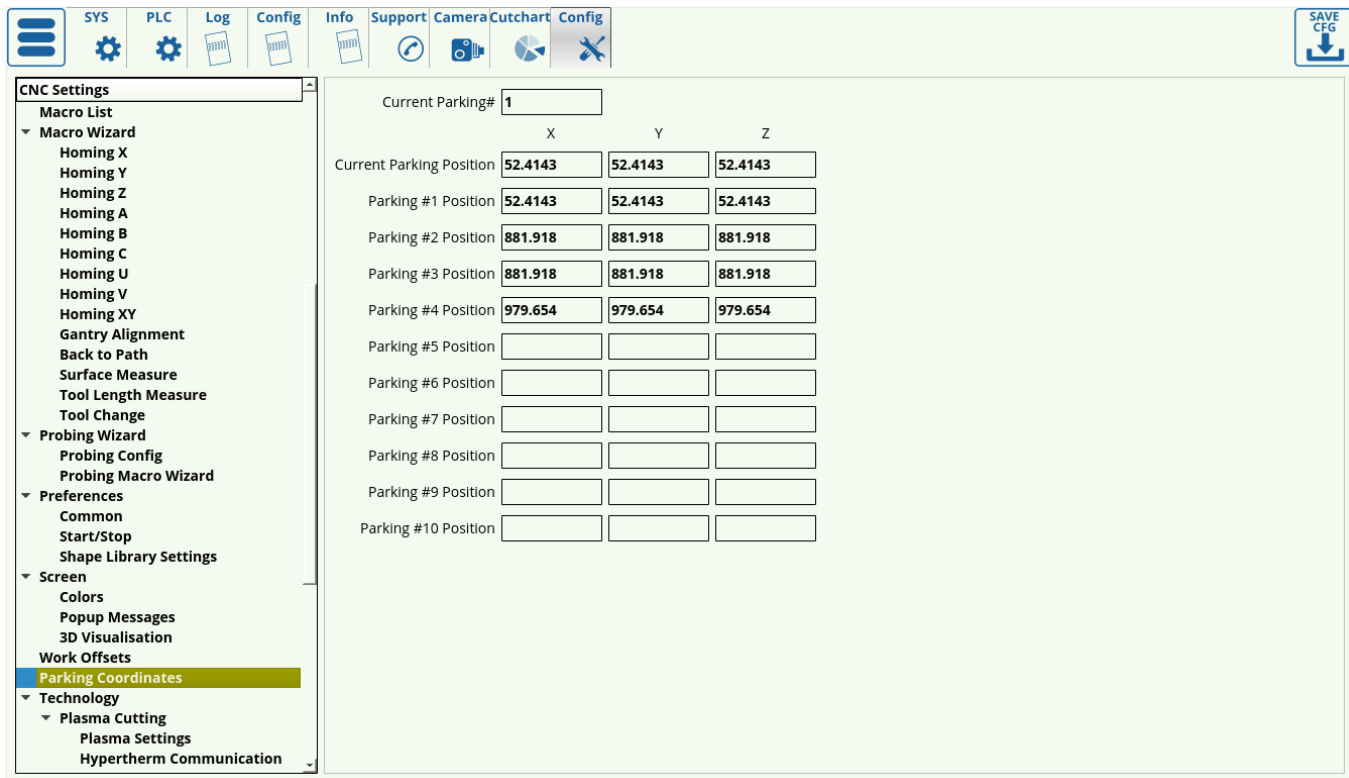 SYS PLC Log Config Info Support Camera Cutchart Config SAVE
CFG
CNC Settings
Macro List
Macro Wizard
Homing X
Homing Y
Homing Z
Homing A
Homing B
Homing C
Homing U
Homing V
Homing XY
Gantry Alignment
Back to Path
Surface Measure
Tool Length Measure
Tool Change
Probing Wizard
Probing Config
Probing Macro Wizard
Preferences
Common
Start/Stop
Shape Library Settings
Screen
Colors
Popup Messages
3D Visualisation
Work Offsets
Parking Coordinates
Technology
Plasma Cutting
Plasma Settings
Hypertherm Communication
Current Parking# 1
X Y Z
Current Parking Position 52.4143 52.4143 52.4143
Parking #1 Position 52.4143 52.4143 52.4143
Parking #2 Position 881.918 881.918 881.918
Parking #3 Position 881.918 881.918 881.918
Parking #4 Position 979.654 979.654 979.654
Parking #5 Position
Parking #6 Position
Parking #7 Position
Parking #8 Position
Parking #9 Position
Parking #10 Position